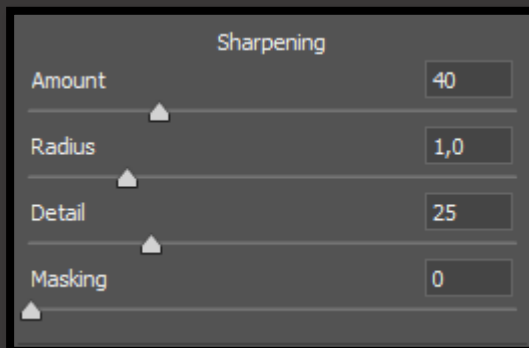 Sharpening
Amount 40
Radius 1,0
Detail 25
Masking 0